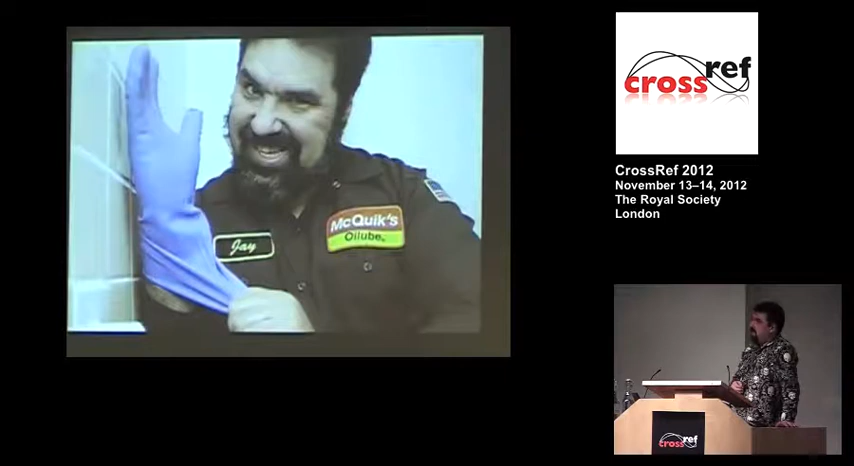 Jay
McQuik's
Oilube
crossref
CrossRef 2012
November 13–14, 2012
The Royal Society
London
crossref